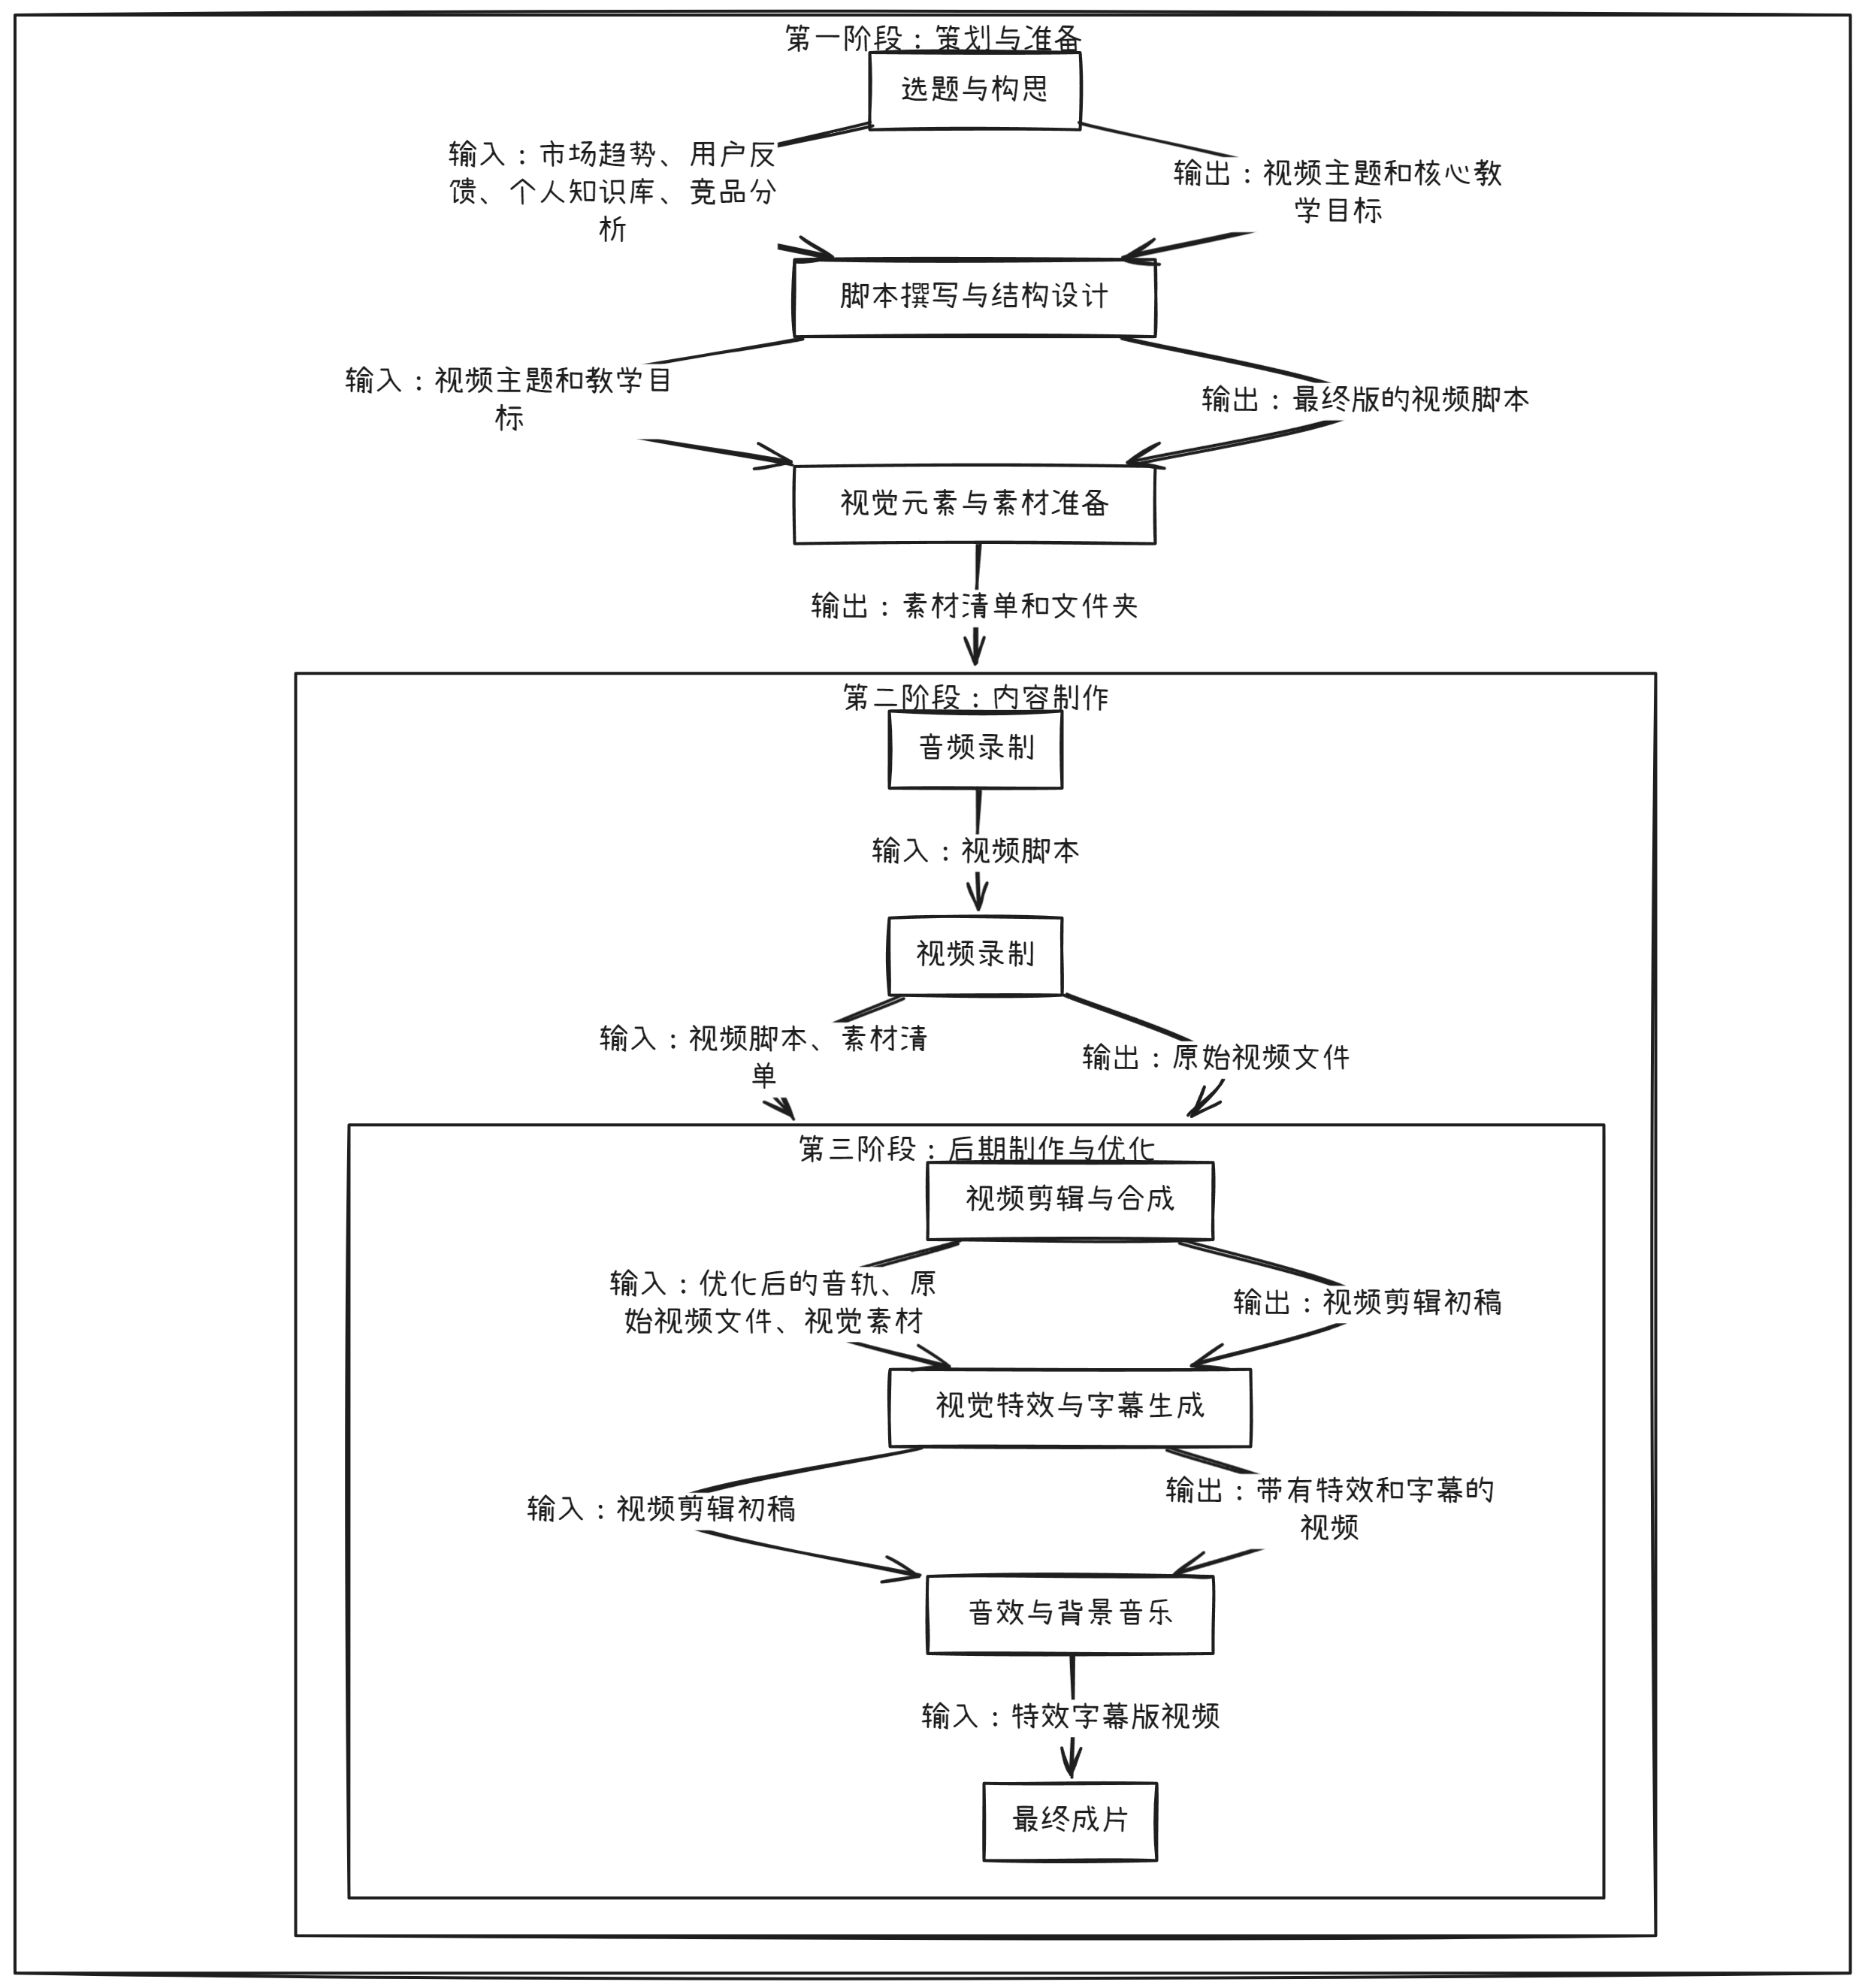 第一阶段：策划与准备
选题与构思
输入：市场趋势、用户反
馈、个人知识库、竞品分
析
输出：视频主题和核心教
学目标
脚本撰写与结构设计
输入：视频主题和教学目
标
输出：最终版的视频脚本
视觉元素与素材准备
输出：素材清单和文件夹
第二阶段：内容制作
音频录制
输入：视频脚本
视频录制
输入：视频脚本、素材清
单
输出：原始视频文件
第三阶段：后期制作与优化
视频剪辑与合成
输入：优化后的音轨、原
始视频文件、视觉素材
输出：视频剪辑初稿
视觉特效与字幕生成
输入：视频剪辑初稿
输出：带有特效和字幕的
视频
音效与背景音乐
输入：特效字幕版视频
最终成片